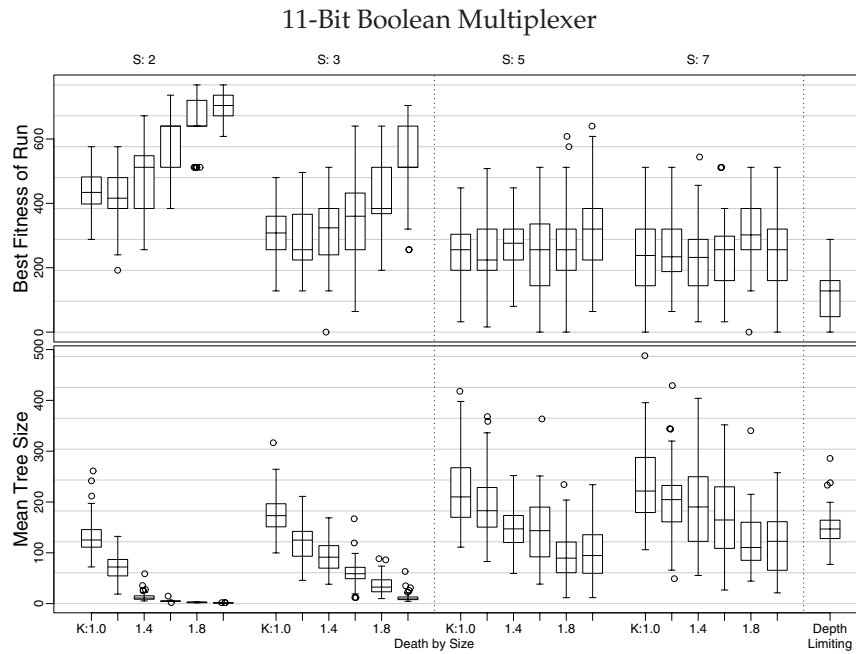 11-Bit Boolean Multiplexer
S: 2 S: 3 S: 5 S: 7
Best Fitness of Run
600
400
200
0
Mean Tree Size
500
400
300
200
100
0
K:1.0 1.4 1.8 K:1.0 1.4 1.8 K:1.0 1.4 1.8 K:1.0 1.4 1.8 Depth
Death by Size Limiting